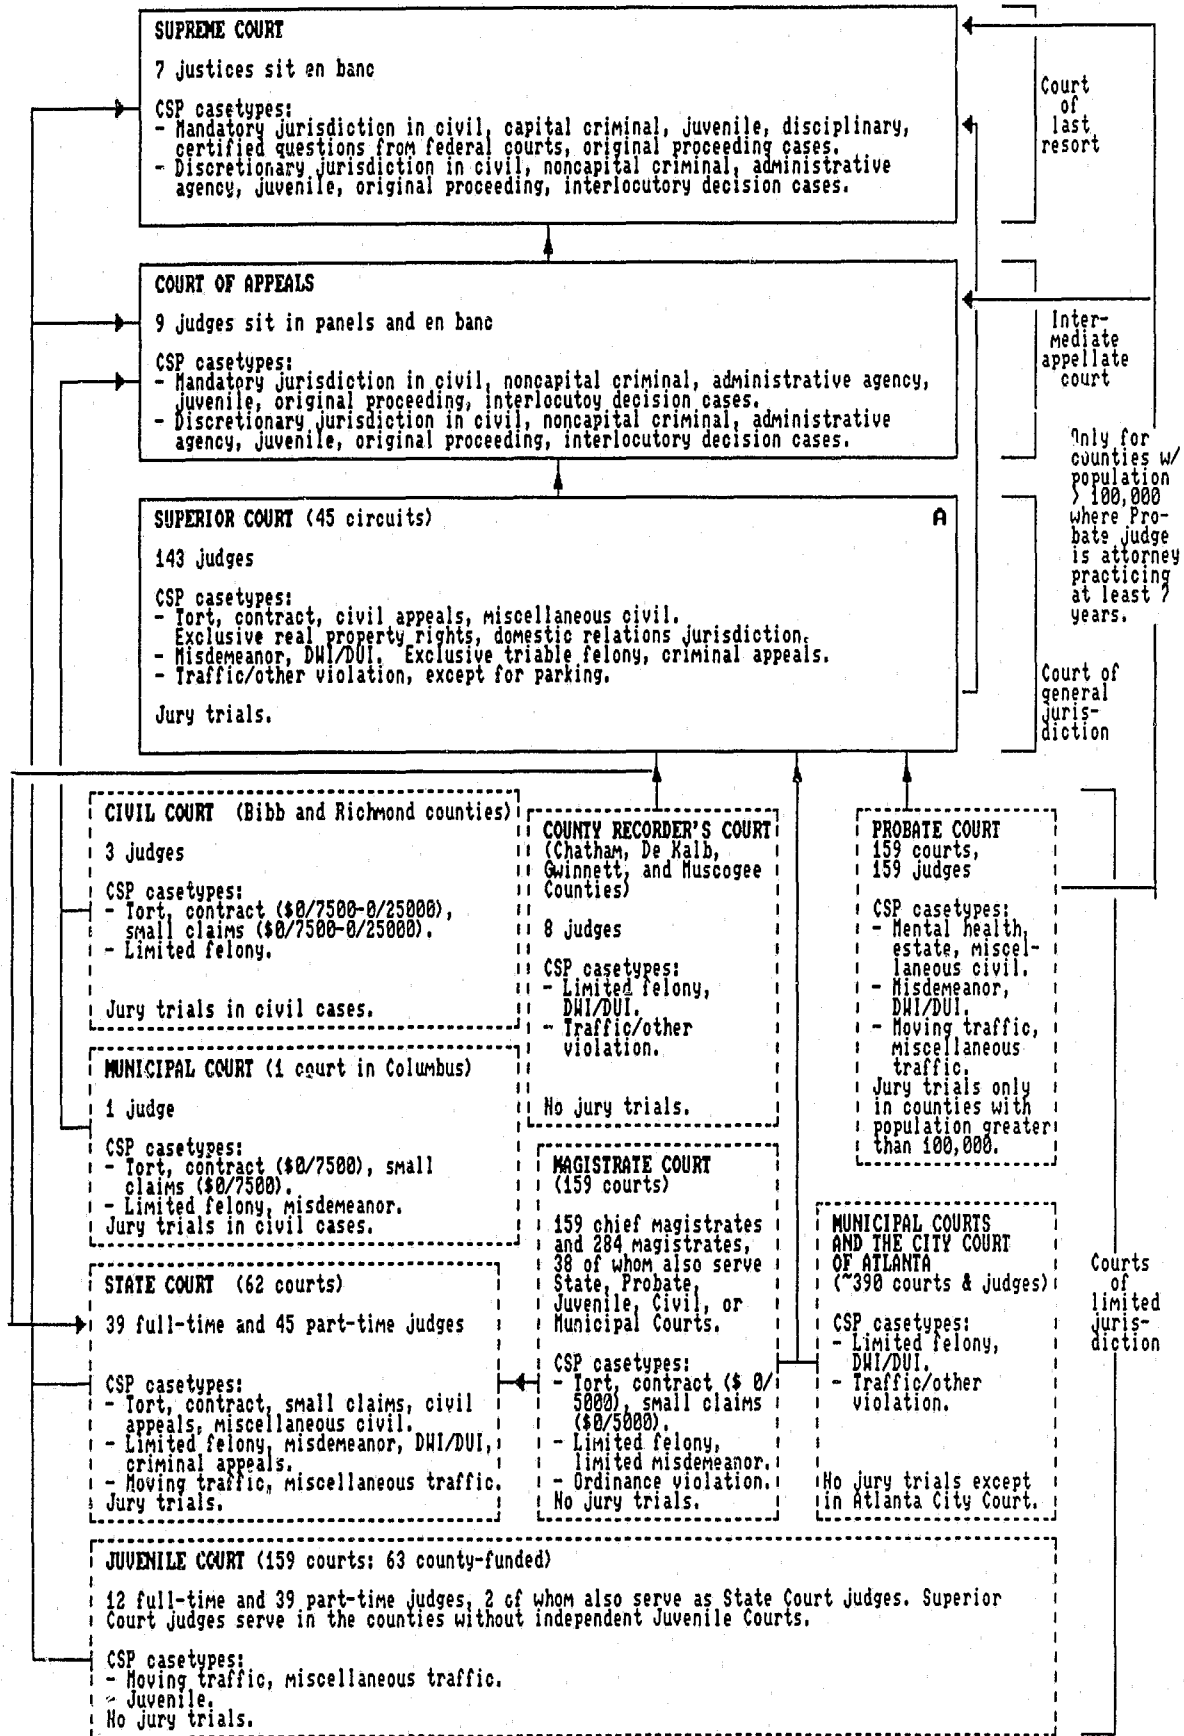 SUPREME COURT
7 justices sit en banc
CSP casetypes:
- Mandatory jurisdiction in civil, capital criminal, juvenile, disciplinary,
certified questions from federal courts, original proceeding cases.
- Discretionary jurisdiction in civil, noncapital criminal, administrative
agency, juvenile, original proceeding, interlocutory decision cases.
Court
of
last
resort
COURT OF APPEALS
9 judges sit in panels and en banc
CSP casetypes:
- Mandatory jurisdiction in civil, noncapital criminal, administrative agency,
juvenile, original proceeding, interlocutoy decision cases.
- Discretionary jurisdiction in civil, noncapital criminal, administrative
agency, juvenile, original proceeding, interlocutory decision cases.
Inter-
mediate
appellate
court
Only for
counties w/
population
> 100,000
where Pro-
bate judge
is attorney
practicing
at least 7
years.
SUPERIOR COURT (45 circuits)
A
143 judges
CSP casetypes:
- Tort, contract, civil appeals, miscellaneous civil.
Exclusive real property rights, domestic relations jurisdiction.
- Misdemeanor, DWI/DUI. Exclusive triable felony, criminal appeals.
- Traffic/other violation, except for parking.
Jury trials.
Court of
general
juris-
diction
CIVIL COURT (Bibb and Richmond counties)
3 judges
CSP casetypes:
- Tort, contract ($0/7500-0/25000),
small claims ($0/7500-0/25000).
- Limited felony.
Jury trials in civil cases.
COUNTY RECORDER'S COURT
(Chatham, De Kalb,
Gwinnett, and Muscogee
Counties)
8 judges
CSP casetypes:
- Limited felony,
DWI/DUI.
- Traffic/other
violation.
No jury trials.
PROBATE COURT
159 courts,
159 judges
CSP casetypes:
- Mental health,
estate, miscel-
laneous civil.
- Misdemeanor,
DWI/DUI.
- Moving traffic,
miscellaneous
traffic.
Jury trials only
in counties with
population greater
than 100,000.
MUNICIPAL COURT (1 court in Columbus)
1 judge
CSP casetypes:
- Tort, contract ($0/7500), small
claims ($0/7500).
- Limited felony, misdemeanor.
Jury trials in civil cases.
MAGISTRATE COURT
(159 courts)
159 chief magistrates
and 284 magistrates,
38 of whom also serve
State, Probate,
Juvenile, Civil, or
Municipal Courts.
CSP casetypes:
- Tort, contract ($ 0/
5000), small claims
($0/5000).
- Limited felony,
limited misdemeanor.
- Ordinance violation.
No jury trials.
MUNICIPAL COURTS
AND THE CITY COURT
OF ATLANTA
(~390 courts & judges)
CSP casetypes:
- Limited felony,
DWI/DUI.
- Traffic/other
violation.
No jury trials except
in Atlanta City Court.
Courts
of
limited
juris-
diction
STATE COURT (62 courts)
39 full-time and 45 part-time judges
CSP casetypes:
- Tort, contract, small claims, civil
appeals, miscellaneous civil.
- Limited felony, misdemeanor, DWI/DUI,
criminal appeals.
- Moving traffic, miscellaneous traffic.
Jury trials.
JUVENILE COURT (159 courts: 63 county-funded)
12 full-time and 39 part-time judges, 2 of whom also serve as State Court judges. Superior
Court judges serve in the counties without independent Juvenile Courts.
CSP casetypes:
- Moving traffic, miscellaneous traffic.
- Juvenile.
No jury trials.